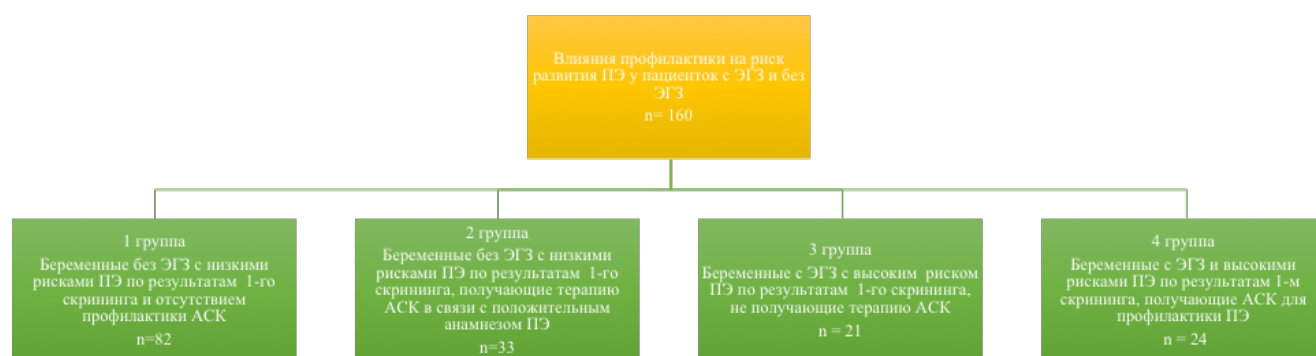 Влияния профилактики на риск
развития ПЭ у пациенток с ЭГЗ и без
ЭГЗ
n= 160
1 группа
Беременные без ЭГЗ с низкими
рисками ПЭ по результатам 1-го
скрининга и отсутствием
профилактики АСК
n=82
2 группа
Беременные без ЭГЗ с низкими
рисками ПЭ по результатам 1-го
скрининга, получающие терапию
АСК в связи с положительным
анамнезом ПЭ
n=33
3 группа
Беременные с ЭГЗ с высоким риском
ПЭ по результатам 1-го скрининга,
не получающие терапию АСК
n = 21
4 группа
Беременные с ЭГЗ и высокими
рисками ПЭ по результатам 1-м
скрининга, получающие АСК для
профилактики ПЭ
n = 24